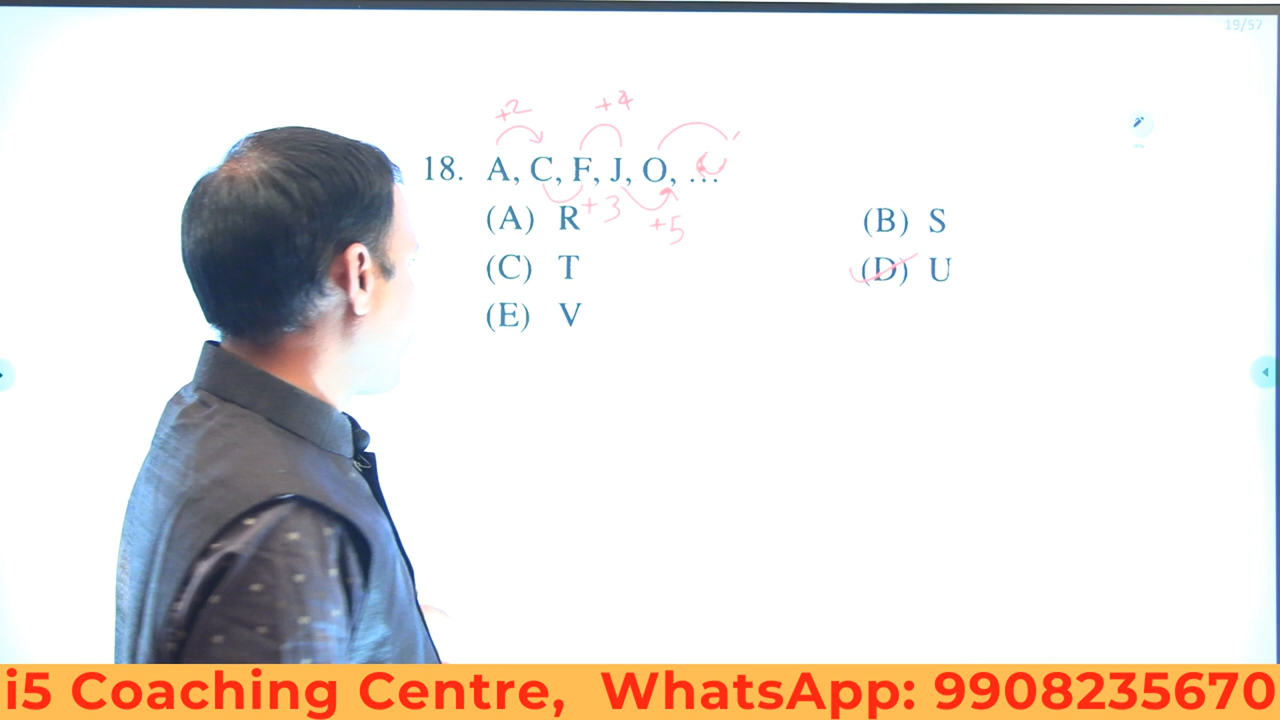 19/57
+2 +4
18. A, C, F, J, O, ...
+3
+5
(A) R (B) S
(C) T (D) U
(E) V
i5 Coaching Centre, WhatsApp: 9908235670